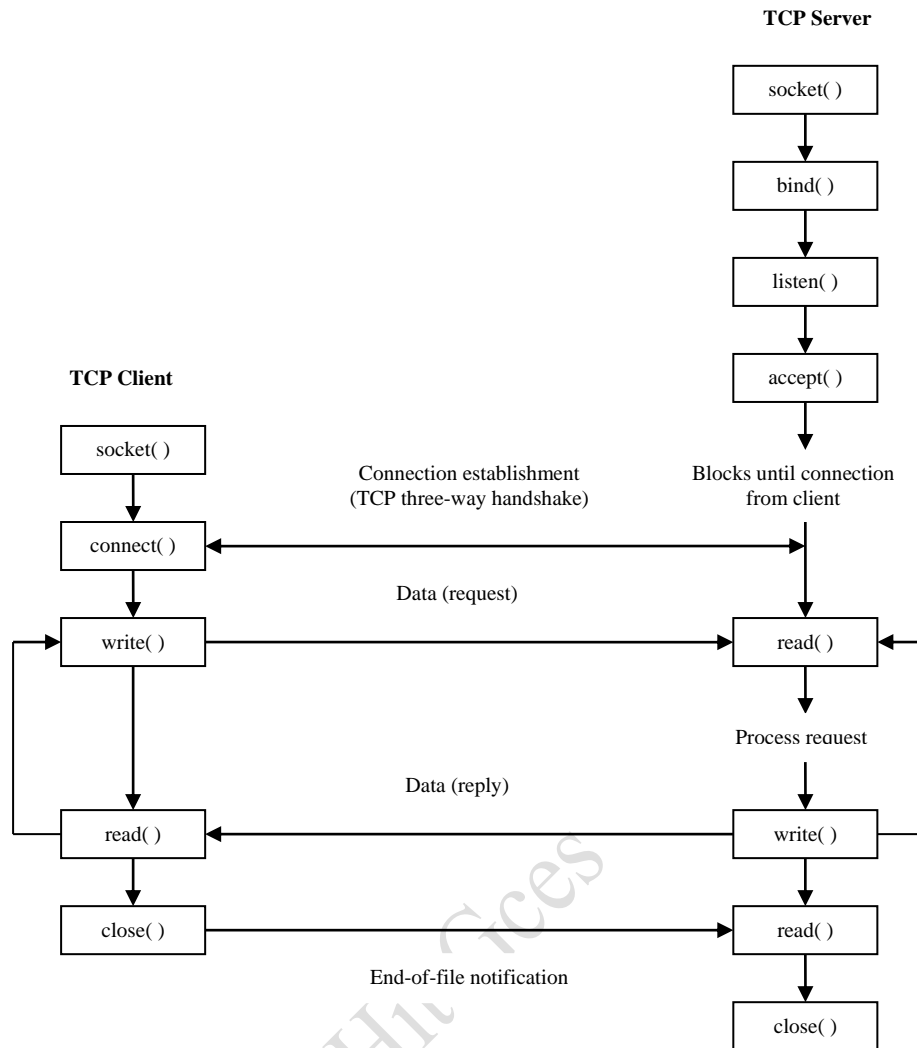 TCP Server
socket( )
bind( )
listen( )
accept( )
TCP Client
socket( )
Connection establishment
(TCP three-way handshake)
Blocks until connection
from client
connect( )
Data (request)
write( )
read( )
Process request
Data (reply)
read( )
write( )
close( )
read( )
End-of-file notification
close( )